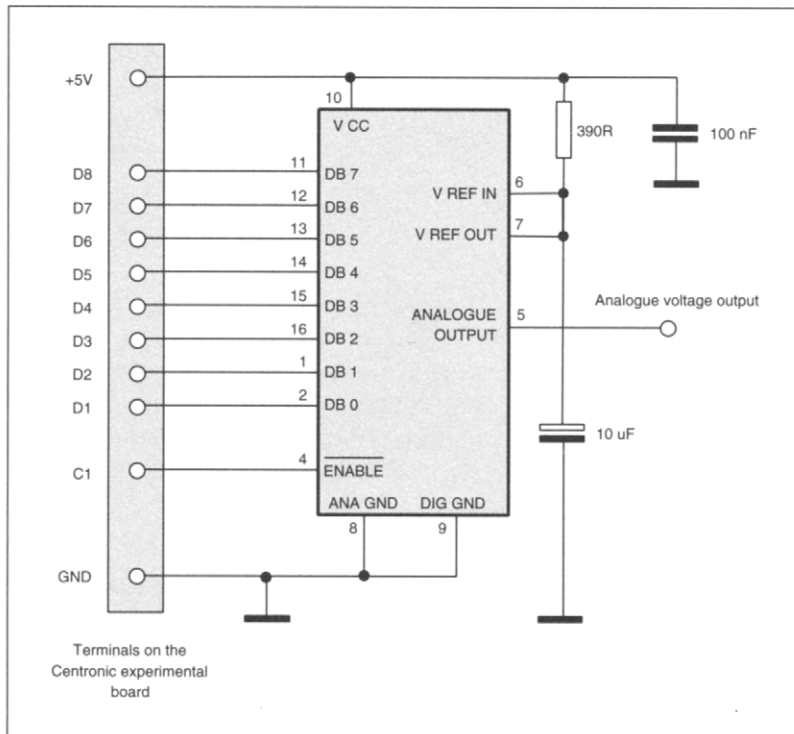 +5V
10
V CC
390R
100 nF
D8
11
DB 7
6
V REF IN
D7
12
DB 6
7
V REF OUT
D6
13
DB 5
D5
14
DB 4
D4
15
DB 3
5
ANALOGUE
OUTPUT
Analogue voltage output
D3
16
DB 2
D2
1
DB 1
D1
2
DB 0
10 uF
C1
4
ENABLE
ANA GND
DIG GND
8
9
GND
Terminals on the
Centronic experimental
board